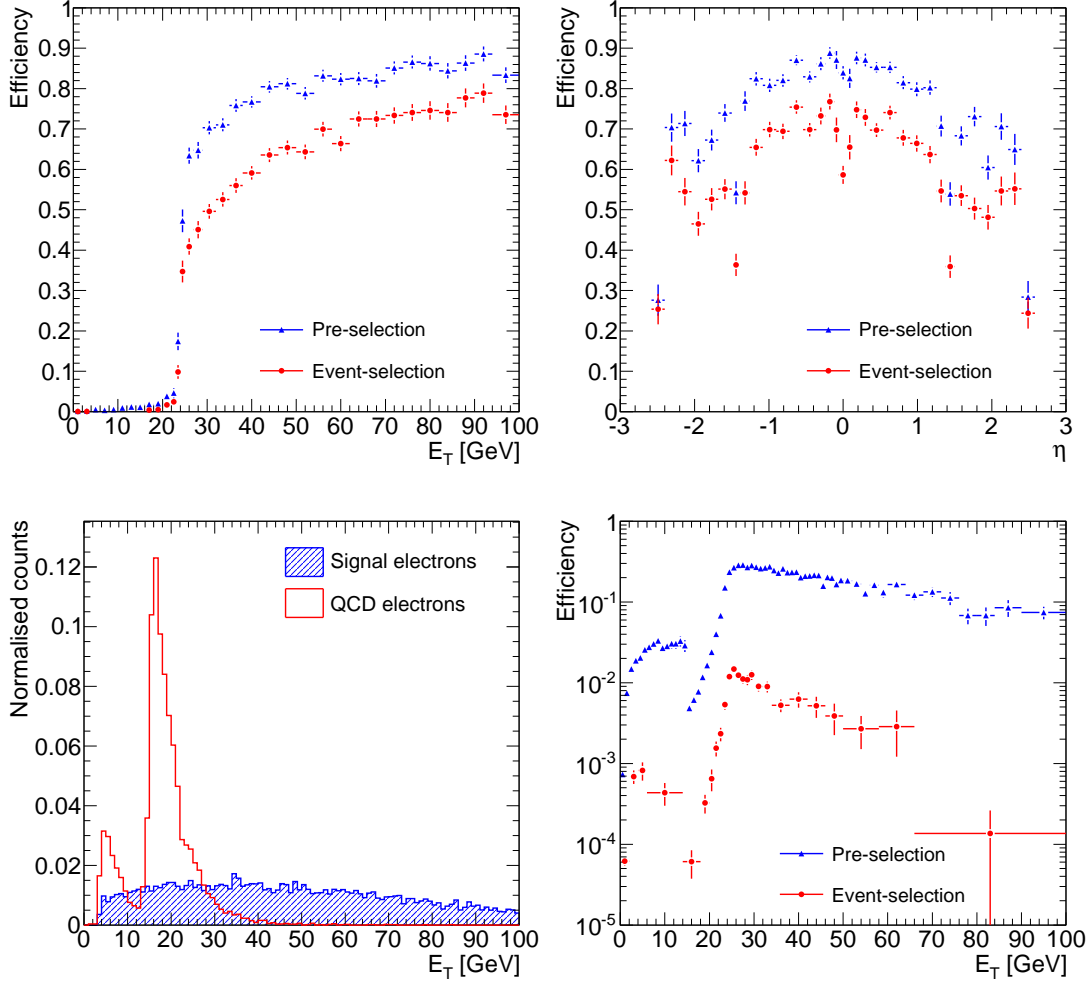 Efficiency
0.9
0.8
0.7
0.6
0.5
0.4
0.3
0.2
0.1
0
Pre-selection
Event-selection
0 10 20 30 40 50 60 70 80 90 100
E_T [GeV]
Efficiency
0.9
0.8
0.7
0.6
0.5
0.4
0.3
0.2
0.1
0
Pre-selection
Event-selection
-3 -2 -1 0 1 2 3
η
Normalised counts
0.12
0.1
0.08
0.06
0.04
0.02
0
Signal electrons
QCD electrons
0 10 20 30 40 50 60 70 80 90 100
E_T [GeV]
Efficiency
1
10^-1
10^-2
10^-3
10^-4
10^-5
Pre-selection
Event-selection
0 10 20 30 40 50 60 70 80 90 100
E_T [GeV]